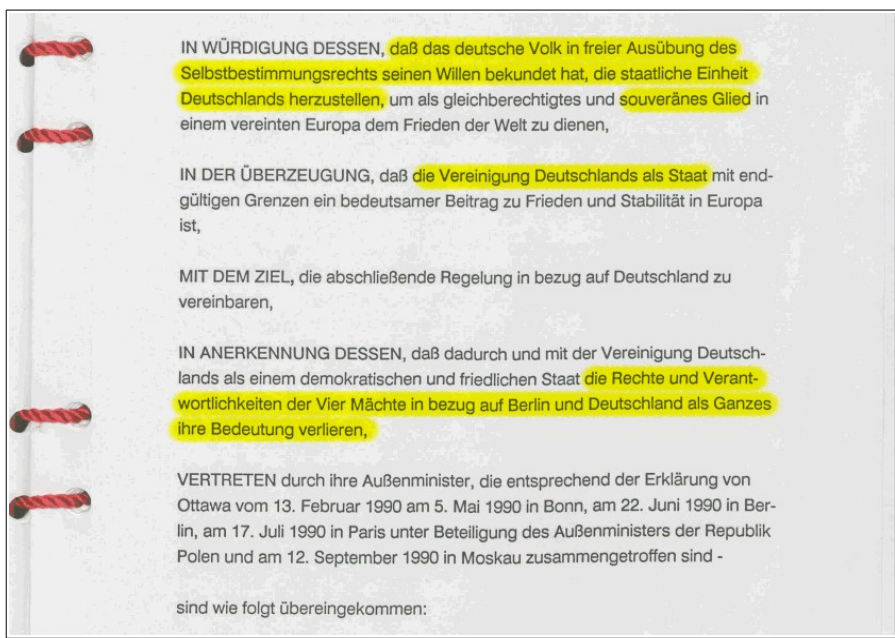 IN WÜRDIGUNG DESSEN, daß das deutsche Volk in freier Ausübung des
Selbstbestimmungsrechts seinen Willen bekundet hat, die staatliche Einheit
Deutschlands herzustellen, um als gleichberechtigtes und souveränes Glied in
einem vereinten Europa dem Frieden der Welt zu dienen,
IN DER ÜBERZEUGUNG, daß die Vereinigung Deutschlands als Staat mit end-
gültigen Grenzen ein bedeutsamer Beitrag zu Frieden und Stabilität in Europa
ist,
MIT DEM ZIEL, die abschließende Regelung in bezug auf Deutschland zu
vereinbaren,
IN ANERKENNUNG DESSEN, daß dadurch und mit der Vereinigung Deutsch-
lands als einem demokratischen und friedlichen Staat die Rechte und Verant-
wortlichkeiten der Vier Mächte in bezug auf Berlin und Deutschland als Ganzes
ihre Bedeutung verlieren,
VERTRETEN durch ihre Außenminister, die entsprechend der Erklärung von
Ottawa vom 13. Februar 1990 am 5. Mai 1990 in Bonn, am 22. Juni 1990 in Ber-
lin, am 17. Juli 1990 in Paris unter Beteiligung des Außenministers der Republik
Polen und am 12. September 1990 in Moskau zusammengetroffen sind -
sind wie folgt übereingekommen: